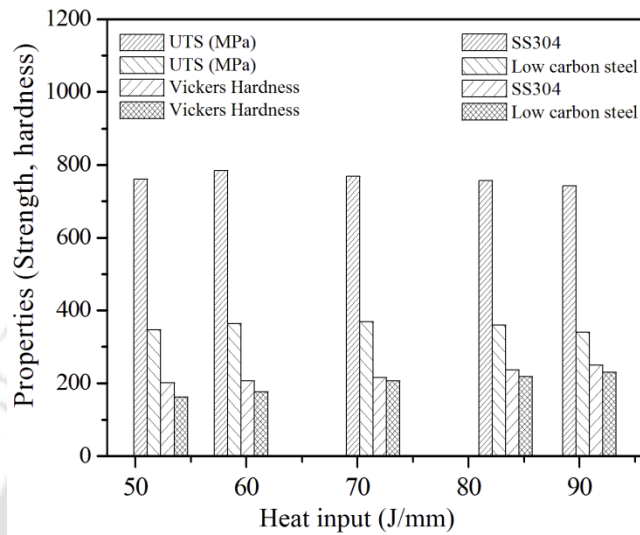 1200
1000
800
600
400
200
0
Properties (Strength, hardness)
UTS (MPa)
UTS (MPa)
Vickers Hardness
Vickers Hardness
SS304
Low carbon steel
SS304
Low carbon steel
50 60 70 80 90
Heat input (J/mm)